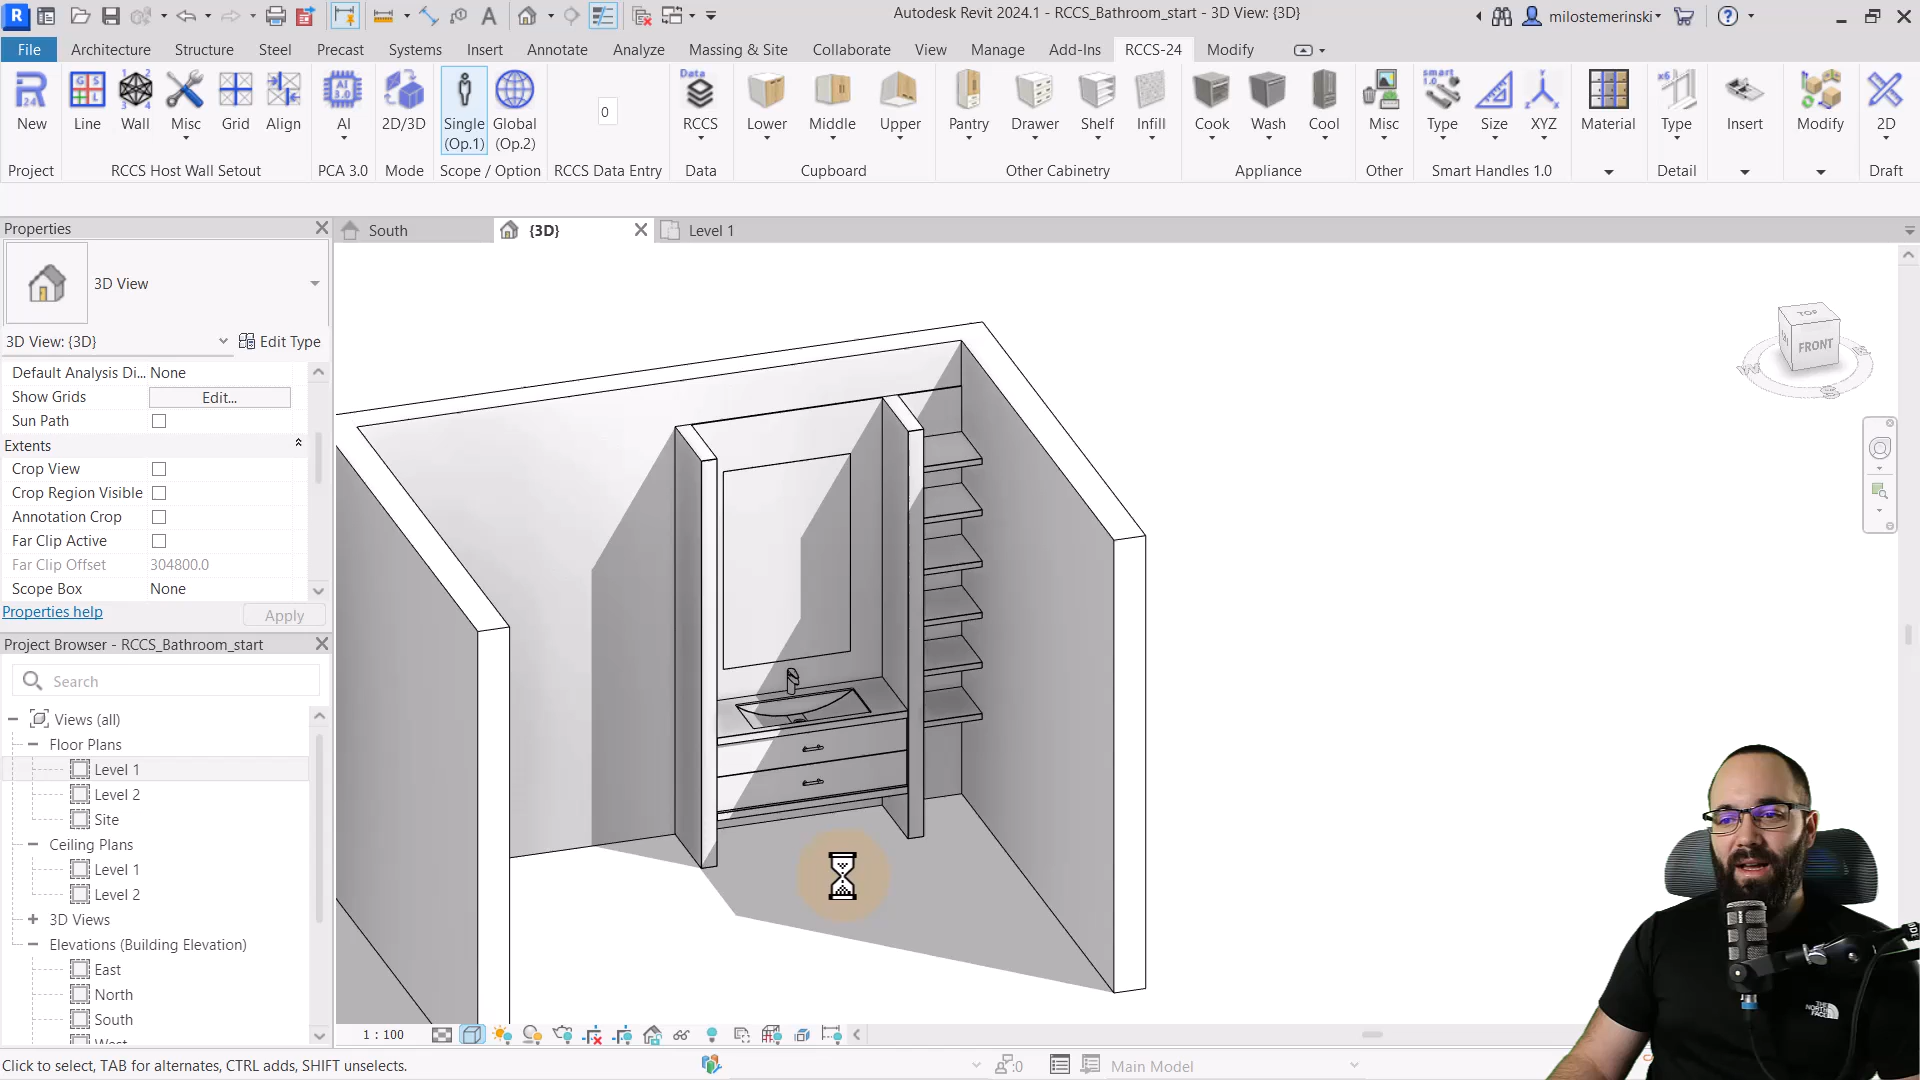 Autodesk Revit 2024.1 - RCCS_Bathroom_start - 3D View: {3D}
milostemerinski
File Architecture Structure Steel Precast Systems Insert Annotate Analyze Massing & Site Collaborate View Manage Add-Ins RCCS-24 Modify
New Line Wall Misc Grid Align AI 2D/3D Single (Op.1) Global (Op.2) 0 RCCS Lower Middle Upper Pantry Drawer Shelf Infill Cook Wash Cool Misc Type Size XYZ Material Type Insert Modify 2D
Project RCCS Host Wall Setout PCA 3.0 Mode Scope / Option RCCS Data Entry Data Cupboard Other Cabinetry Appliance Other Smart Handles 1.0 Detail Draft
Properties
South {3D} Level 1
3D View
3D View: {3D} Edit Type
Default Analysis Di... None
Show Grids Edit...
Sun Path
Extents
Crop View
Crop Region Visible
Annotation Crop
Far Clip Active
Far Clip Offset 304800.0
Scope Box None
Properties help Apply
Project Browser - RCCS_Bathroom_start
Search
Views (all)
Floor Plans
Level 1
Level 2
Site
Ceiling Plans
Level 1
Level 2
3D Views
Elevations (Building Elevation)
East
North
South
TOP
FRONT
THE NORTH FACE
1 : 100
Click to select, TAB for alternates, CTRL adds, SHIFT unselects.
:0 Main Model